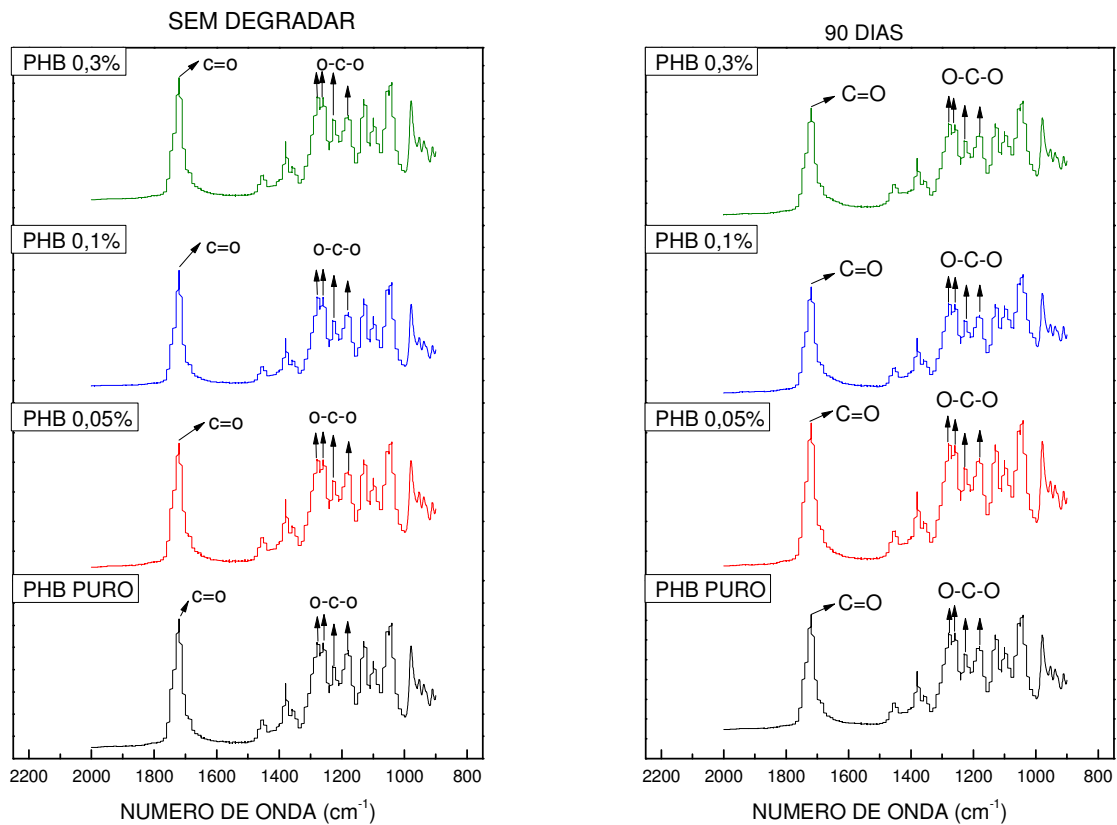 SEM DEGRADAR
PHB 0,3%
c=o
o-c-o
PHB 0,1%
c=o
o-c-o
PHB 0,05%
c=o
o-c-o
PHB PURO
c=o
o-c-o
2200 2000 1800 1600 1400 1200 1000 800
NUMERO DE ONDA (cm⁻¹)
90 DIAS
PHB 0,3%
C=O
O-C-O
PHB 0,1%
C=O
O-C-O
PHB 0,05%
C=O
O-C-O
PHB PURO
C=O
O-C-O
2200 2000 1800 1600 1400 1200 1000 800
NUMERO DE ONDA (cm⁻¹)